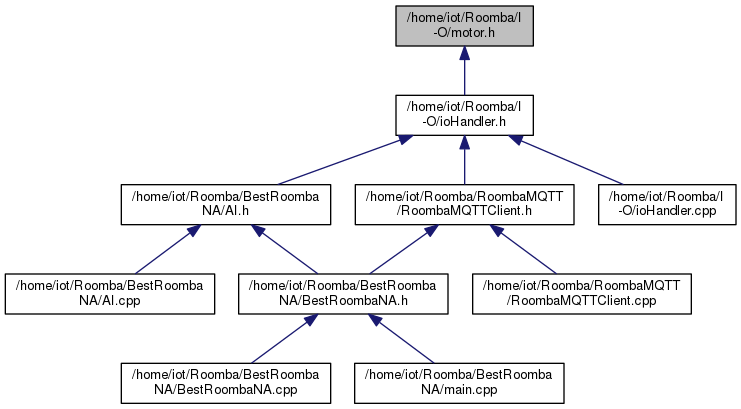 /home/iot/Roomba/I
-O/motor.h
/home/iot/Roomba/I
-O/ioHandler.h
/home/iot/Roomba/BestRoomba
NA/AI.h
/home/iot/Roomba/RoombaMQTT
/RoombaMQTTClient.h
/home/iot/Roomba/I
-O/ioHandler.cpp
/home/iot/Roomba/BestRoomba
NA/AI.cpp
/home/iot/Roomba/BestRoomba
NA/BestRoombaNA.h
/home/iot/Roomba/RoombaMQTT
/RoombaMQTTClient.cpp
/home/iot/Roomba/BestRoomba
NA/BestRoombaNA.cpp
/home/iot/Roomba/BestRoomba
NA/main.cpp